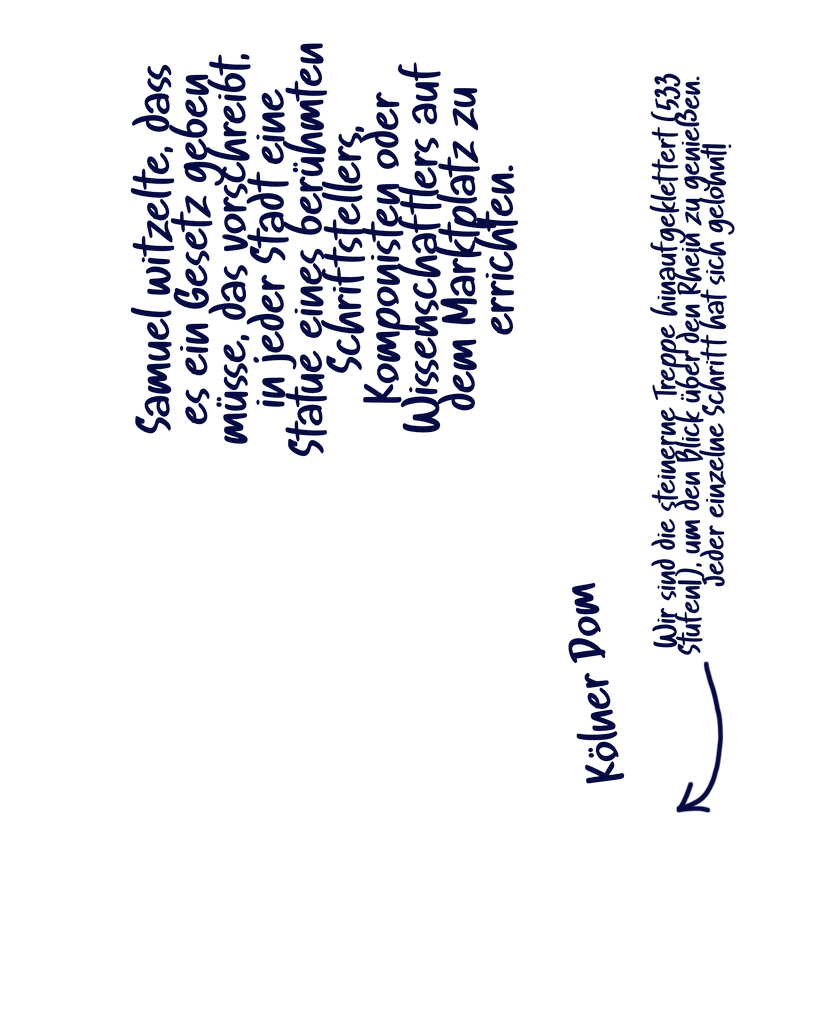 Samuel witzelte, dass
es ein Gesetz geben
müsse, das vorschreibt,
in jeder Stadt eine
Statue eines berühmten
Schriftstellers,
Komponisten oder
Wissenschaftlers auf
dem Marktplatz zu
errichten.
Kölner Dom
Wir sind die steinerne Treppe hinaufgeklettert (533
Stufen!), um den Blick über den Rhein zu genießen.
Jeder einzelne Schritt hat sich gelohnt!